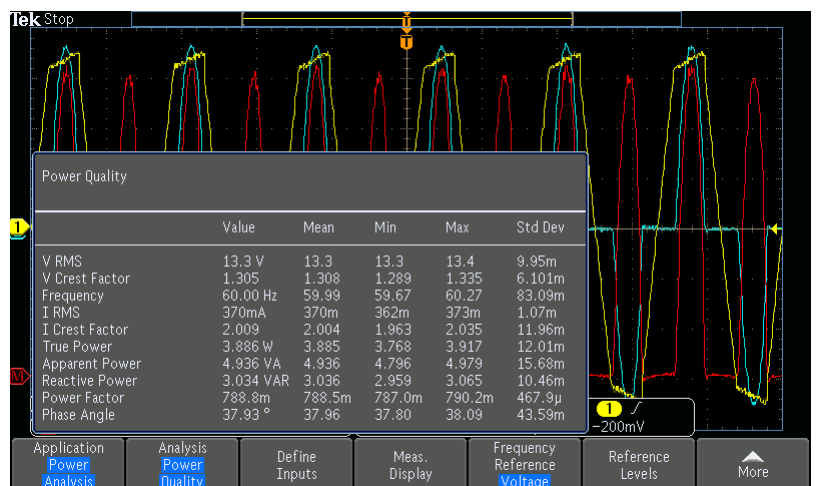 Tek Stop
T
T
Power Quality
Value Mean Min Max Std Dev
V RMS 13.3 V 13.3 13.3 13.4 9.95m
V Crest Factor 1.305 1.308 1.289 1.335 6.101m
Frequency 60.00 Hz 59.99 59.67 60.27 83.09m
I RMS 370mA 370m 362m 373m 1.07m
I Crest Factor 2.009 2.004 1.963 2.035 11.96m
True Power 3.886 W 3.885 3.768 3.917 12.01m
Apparent Power 4.936 VA 4.936 4.796 4.979 15.68m
Reactive Power 3.034 VAR 3.036 2.959 3.065 10.46m
Power Factor 788.8m 788.5m 787.0m 790.2m 467.9µ
Phase Angle 37.93 ° 37.96 37.80 38.09 43.59m
1
M
1
-200mV
Application
Power
Analysis
Analysis
Power
Quality
Define
Inputs
Meas.
Display
Frequency
Reference
Voltage
Reference
Levels
More